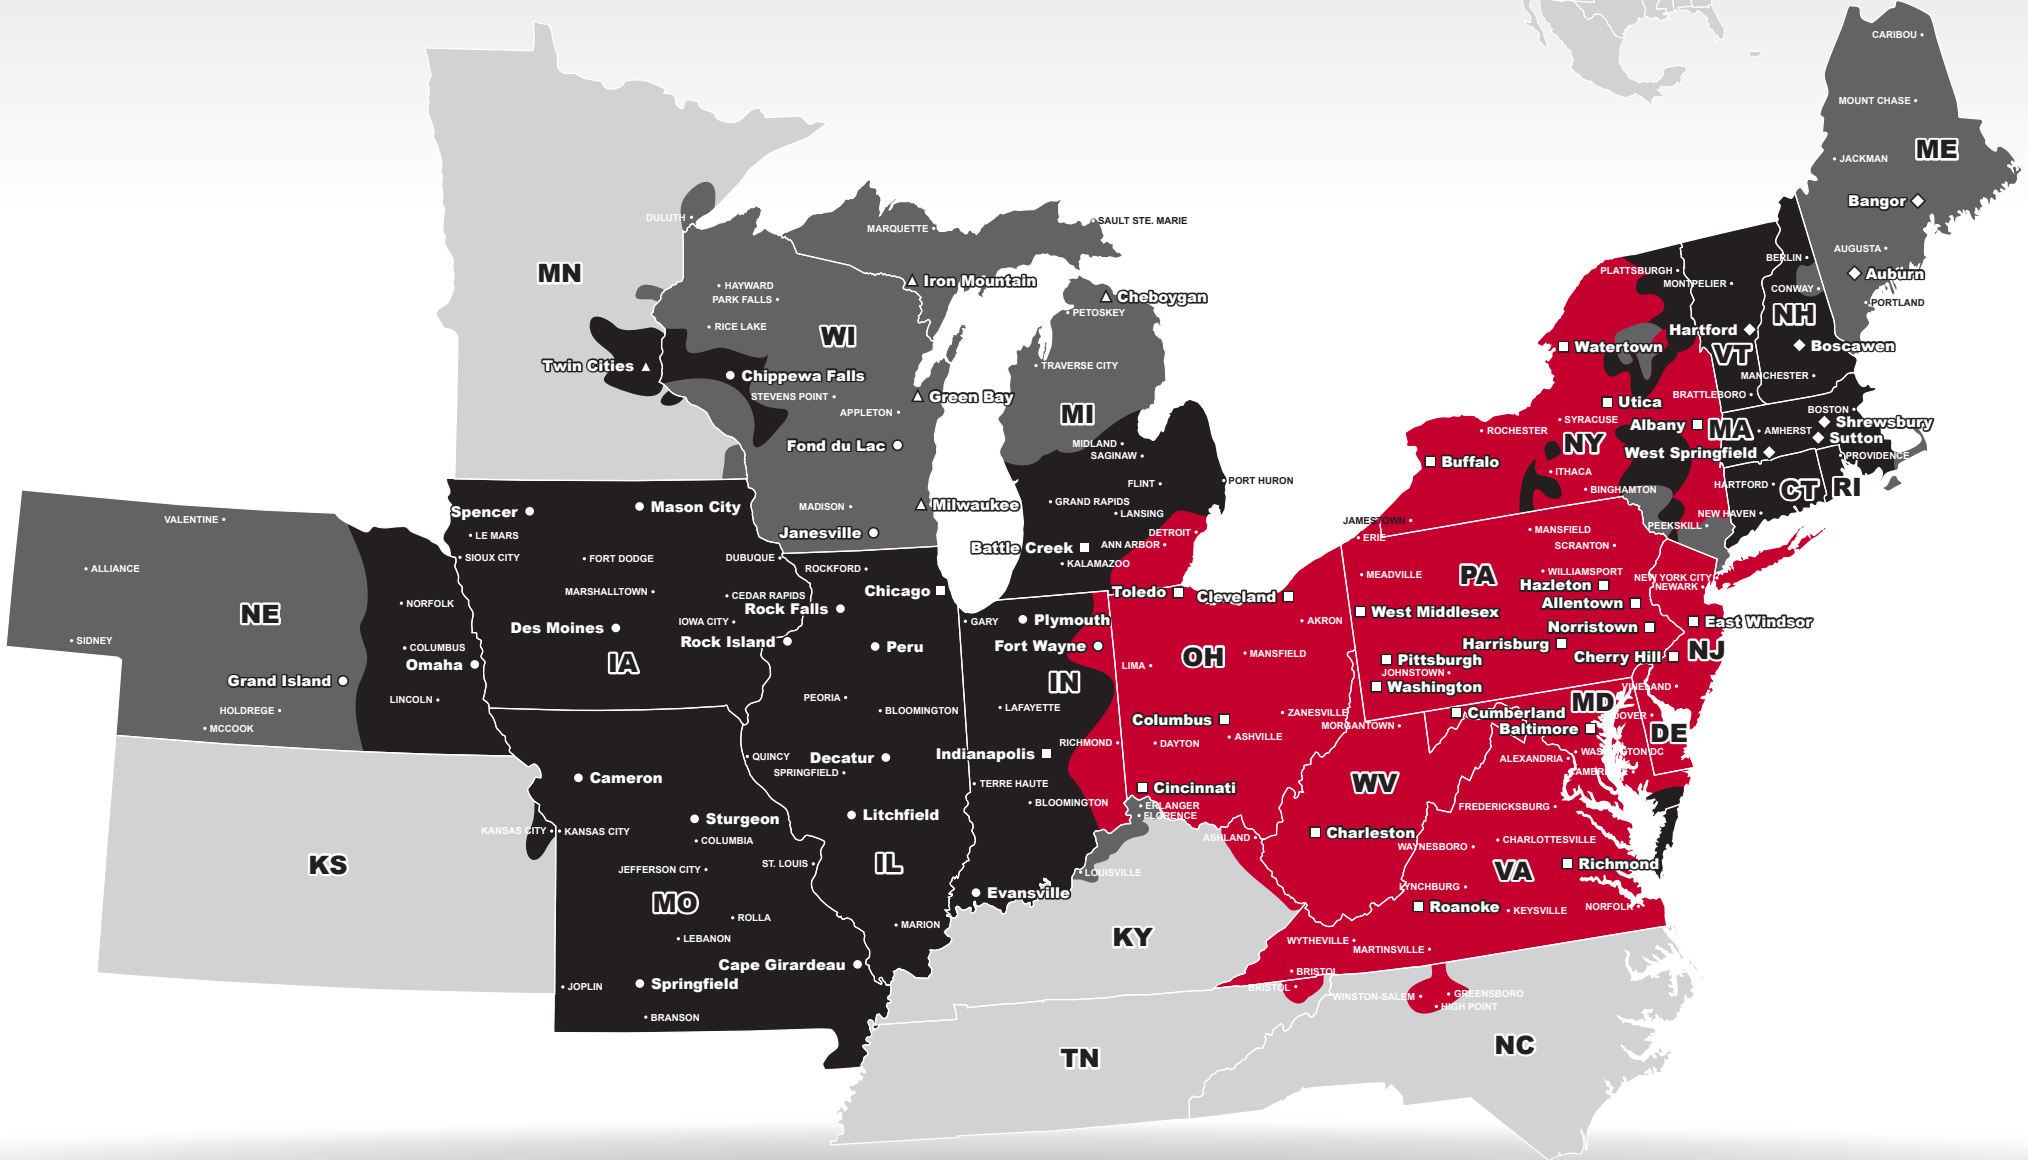 CARIBOU
MOUNT CHASE
ME
JACKMAN
Bangor
DULUTH
MARQUETTE
SAULT STE. MARIE
AUGUSTA
BERLIN
PLATTSBURGH
MN
Auburn
Iron Mountain
MONTPELIER
CONWAY
HAYWARD
PARK FALLS
Cheboygan
PORTLAND
PETOSKEY
NH
RICE LAKE
WI
Hartford
Watertown
VT
Boscawen
Twin Cities
Chippewa Falls
TRAVERSE CITY
MANCHESTER
STEVENS POINT
Green Bay
BRATTLEBORO
Utica
APPLETON
MI
BOSTON
SYRACUSE
Shrewsbury
Albany
MA
AMHERST
ROCHESTER
Sutton
NY
Fond du Lac
MIDLAND
SAGINAW
West Springfield
PROVIDENCE
Buffalo
ITHACA
FLINT
PORT HURON
HARTFORD
CT
RI
BINGHAMTON
GRAND RAPIDS
Milwaukee
MADISON
Mason City
Spencer
LANSING
NEW HAVEN
VALENTINE
JAMESTOWN
PEEKSKILL
MANSFIELD
Janesville
DETROIT
LE MARS
ERIE
ANN ARBOR
SCRANTON
Battle Creek
SIOUX CITY
FORT DODGE
DUBUQUE
KALAMAZOO
ALLIANCE
ROCKFORD
MEADVILLE
PA
WILLIAMSPORT
NEW YORK CITY
Hazleton
NEWARK
Chicago
MARSHALLTOWN
CEDAR RAPIDS
Toledo
Cleveland
NORFOLK
Allentown
Rock Falls
West Middlesex
NE
IOWA CITY
GARY
Plymouth
AKRON
East Windsor
Des Moines
Norristown
SIDNEY
Rock Island
COLUMBUS
Peru
Fort Wayne
Harrisburg
NJ
MANSFIELD
OH
Cherry Hill
Omaha
IA
LIMA
Pittsburgh
JOHNSTOWN
Grand Island
IN
Washington
VINELAND
LINCOLN
PEORIA
MD
HOLDREGE
BLOOMINGTON
LAFAYETTE
ZANESVILLE
Cumberland
DOVER
Columbus
MCCOOK
MORGANTOWN
Baltimore
DE
ASHVILLE
RICHMOND
DAYTON
Indianapolis
WASHINGTON DC
QUINCY
Decatur
ALEXANDRIA
SPRINGFIELD
Cameron
TERRE HAUTE
WV
Cincinnati
BLOOMINGTON
ERLANGER
FREDERICKSBURG
FLORENCE
Litchfield
Sturgeon
KANSAS CITY
KANSAS CITY
Charleston
ASHLAND
COLUMBIA
CHARLOTTESVILLE
WAYNESBORO
KS
ST. LOUIS
IL
Richmond
JEFFERSON CITY
LOUISVILLE
VA
LYNCHBURG
Evansville
MO
Roanoke
KEYSVILLE
NORFOLK
ROLLA
MARION
LEBANON
KY
WYTHEVILLE
MARTINSVILLE
Cape Girardeau
BRISTOL
Springfield
JOPLIN
BRISTOL
WINSTON-SALEM
GREENSBORO
HIGH POINT
BRANSON
NC
TN